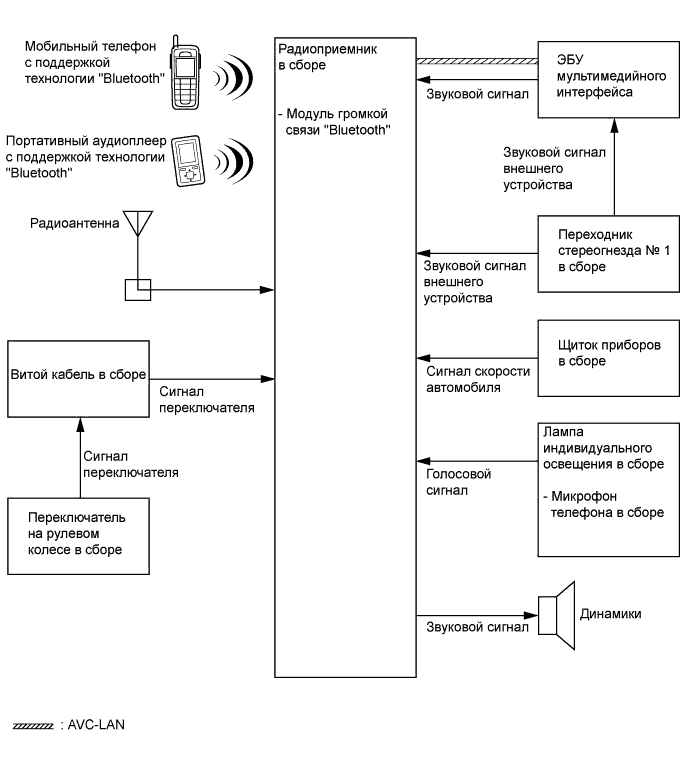 Мобильный телефон
с поддержкой
технологии "Bluetooth"
Портативный аудиоплеер
с поддержкой технологии
"Bluetooth"
Радиоантенна
Витой кабель в сборе
Сигнал
переключателя
Сигнал
переключателя
Переключатель
на рулевом
колесе в сборе
Радиоприемник
в сборе
- Модуль громкой
связи "Bluetooth"
ЭБУ
мультимедийного
интерфейса
Звуковой сигнал
Звуковой сигнал
внешнего
устройства
Переходник
стереогнезда № 1
в сборе
Звуковой сигнал
внешнего
устройства
Щиток приборов
в сборе
Сигнал скорости
автомобиля
Лампа
индивидуального
освещения в сборе
- Микрофон
телефона в сборе
Голосовой
сигнал
Динамики
Звуковой сигнал
: AVC-LAN